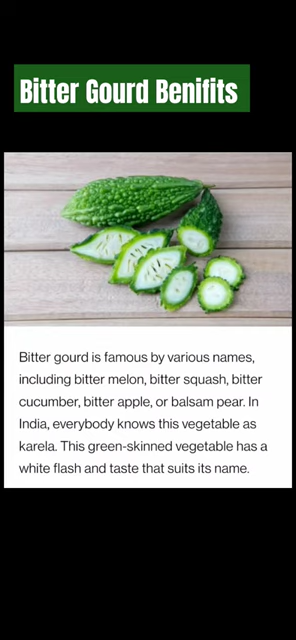 Bitter Gourd Benifits
Bitter gourd is famous by various names,
including bitter melon, bitter squash, bitter
cucumber, bitter apple, or balsam pear. In
India, everybody knows this vegetable as
karela. This green-skinned vegetable has a
white flash and taste that suits its name.